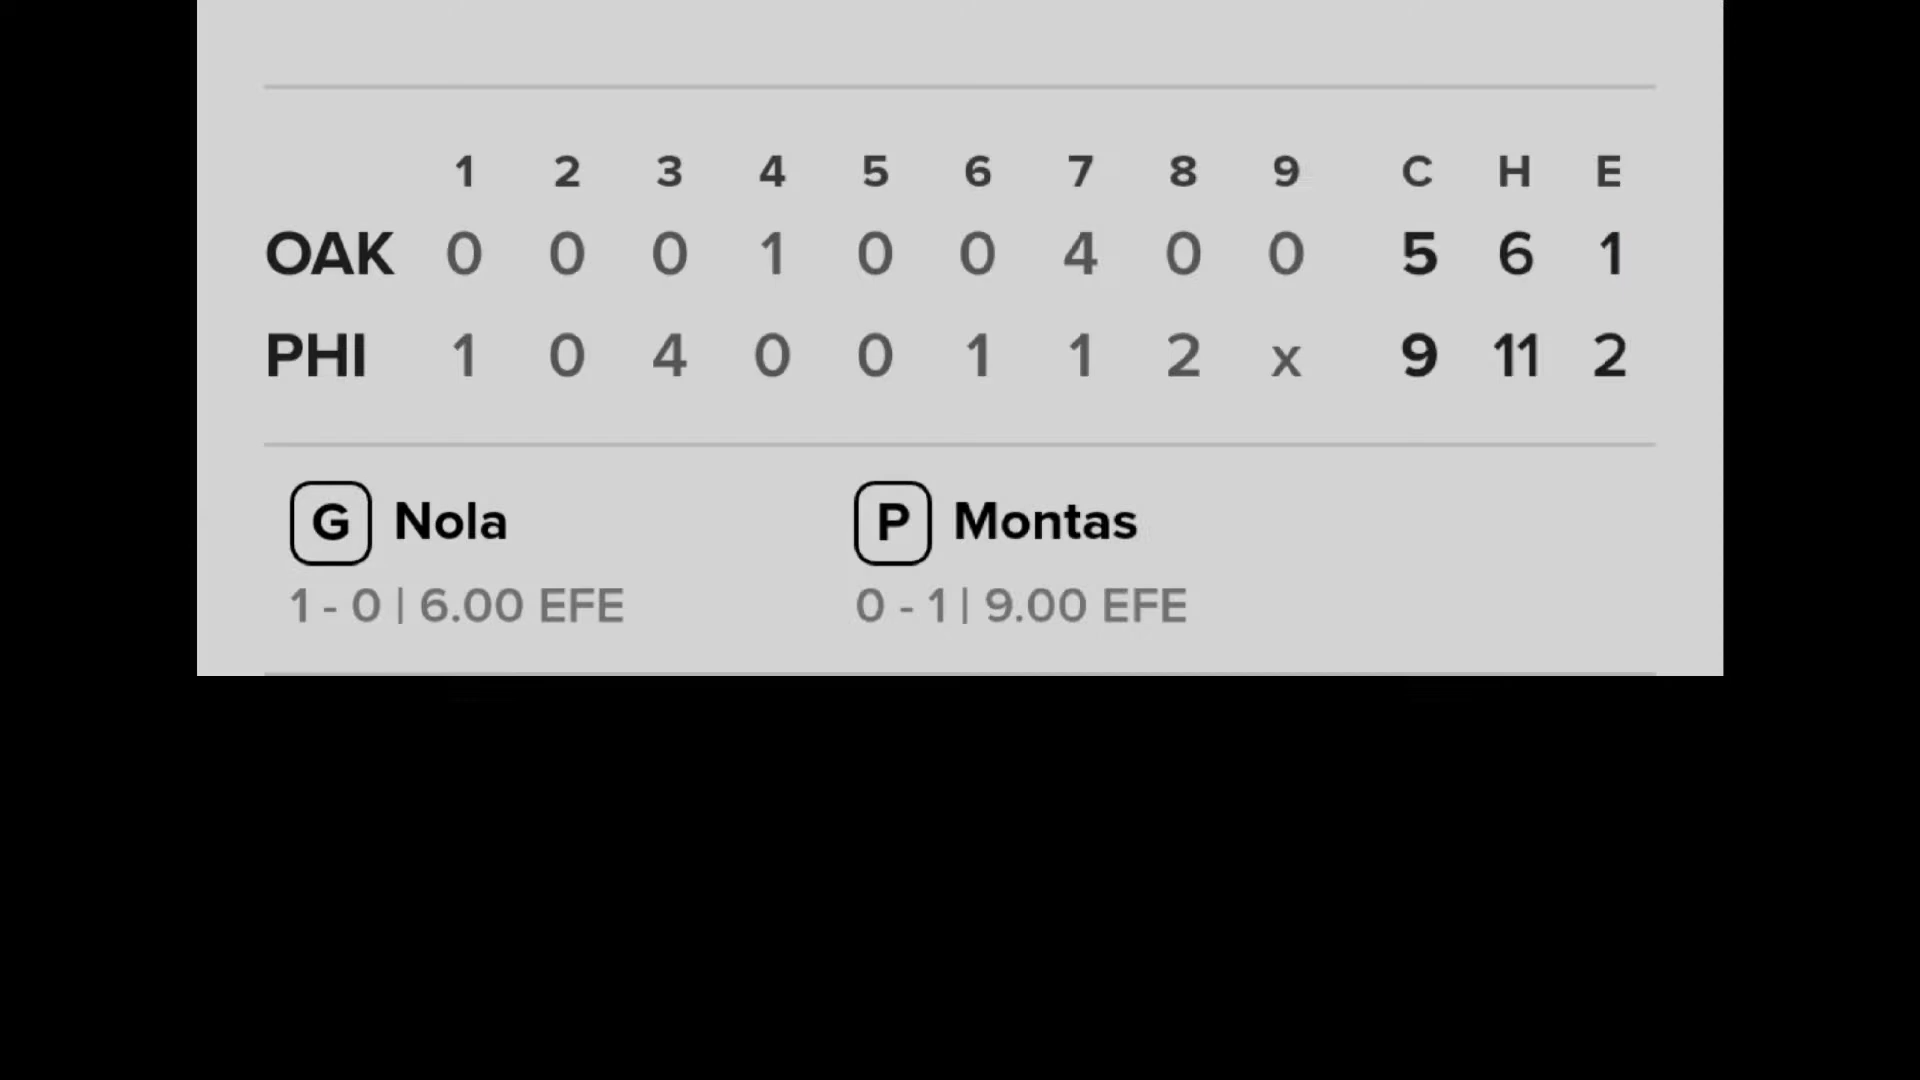 1 2 3 4 5 6 7 8 9 C H E
OAK 0 0 0 1 0 0 4 0 0 5 6 1
PHI 1 0 4 0 0 1 1 2 x 9 11 2
G Nola P Montas
1 - 0 | 6.00 EFE 0 - 1 | 9.00 EFE